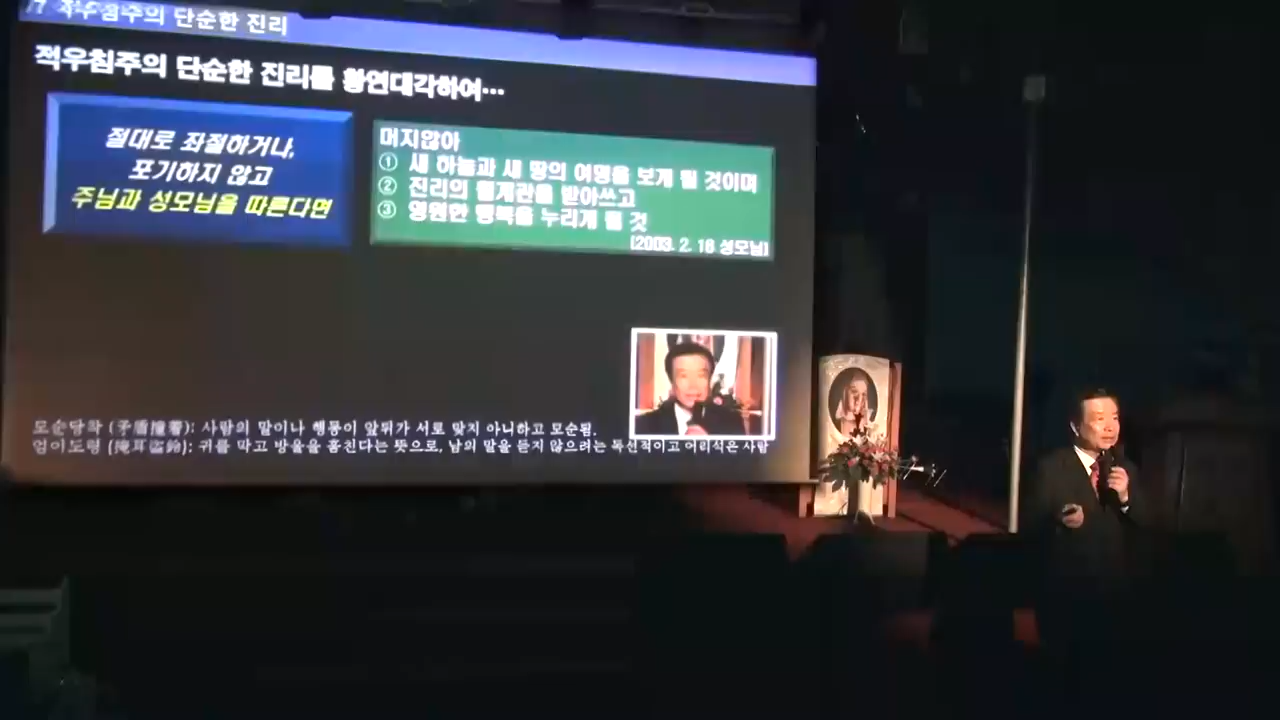 적우침주의 단순한 진리
적우침주의 단순한 진리를 황연대각하여…
절대로 좌절하거나,
포기하지 않고
주님과 성모님을 따른다면
머지않아
① 새 하늘과 새 땅의 여명을 보게 될 것이며
② 진리의 월계관을 받아쓰고
③ 영원한 행복을 누리게 될 것
[2003. 2. 16 성모님]
모순당착 (矛盾撞着): 사람의 말이나 행동이 앞뒤가 서로 맞지 아니하고 모순됨.
엄이도령 (掩耳盜鈴): 귀를 막고 방울을 훔친다는 뜻으로, 남의 말을 듣지 않으려는 독선적이고 어리석은 사람